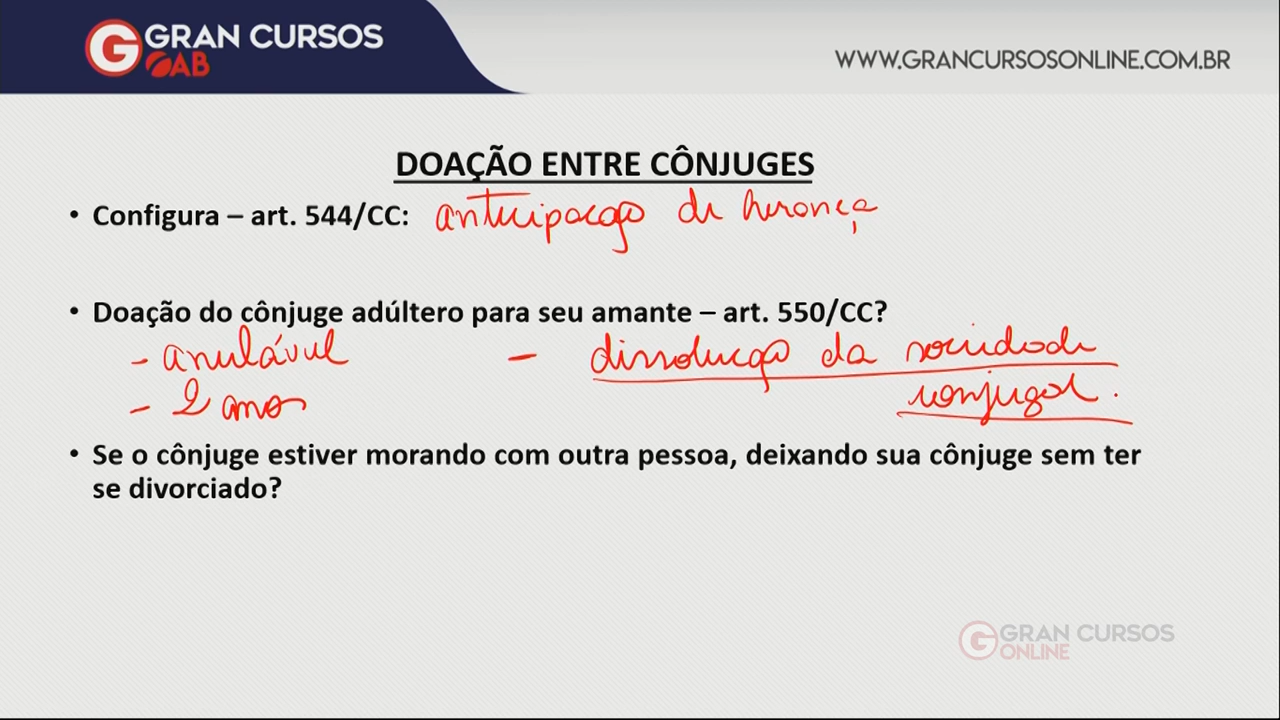 GRAN CURSOS
OAB
WWW.GRANCURSOSONLINE.COM.BR
DOAÇÃO ENTRE CÔNJUGES
• Configura – art. 544/CC: antecipação de herança
• Doação do cônjuge adúltero para seu amante – art. 550/CC?
- anulável - dissolução da sociedade
- 2 anos conjugal.
• Se o cônjuge estiver morando com outra pessoa, deixando sua cônjuge sem ter
se divorciado?
GRAN CURSOS
ONLINE